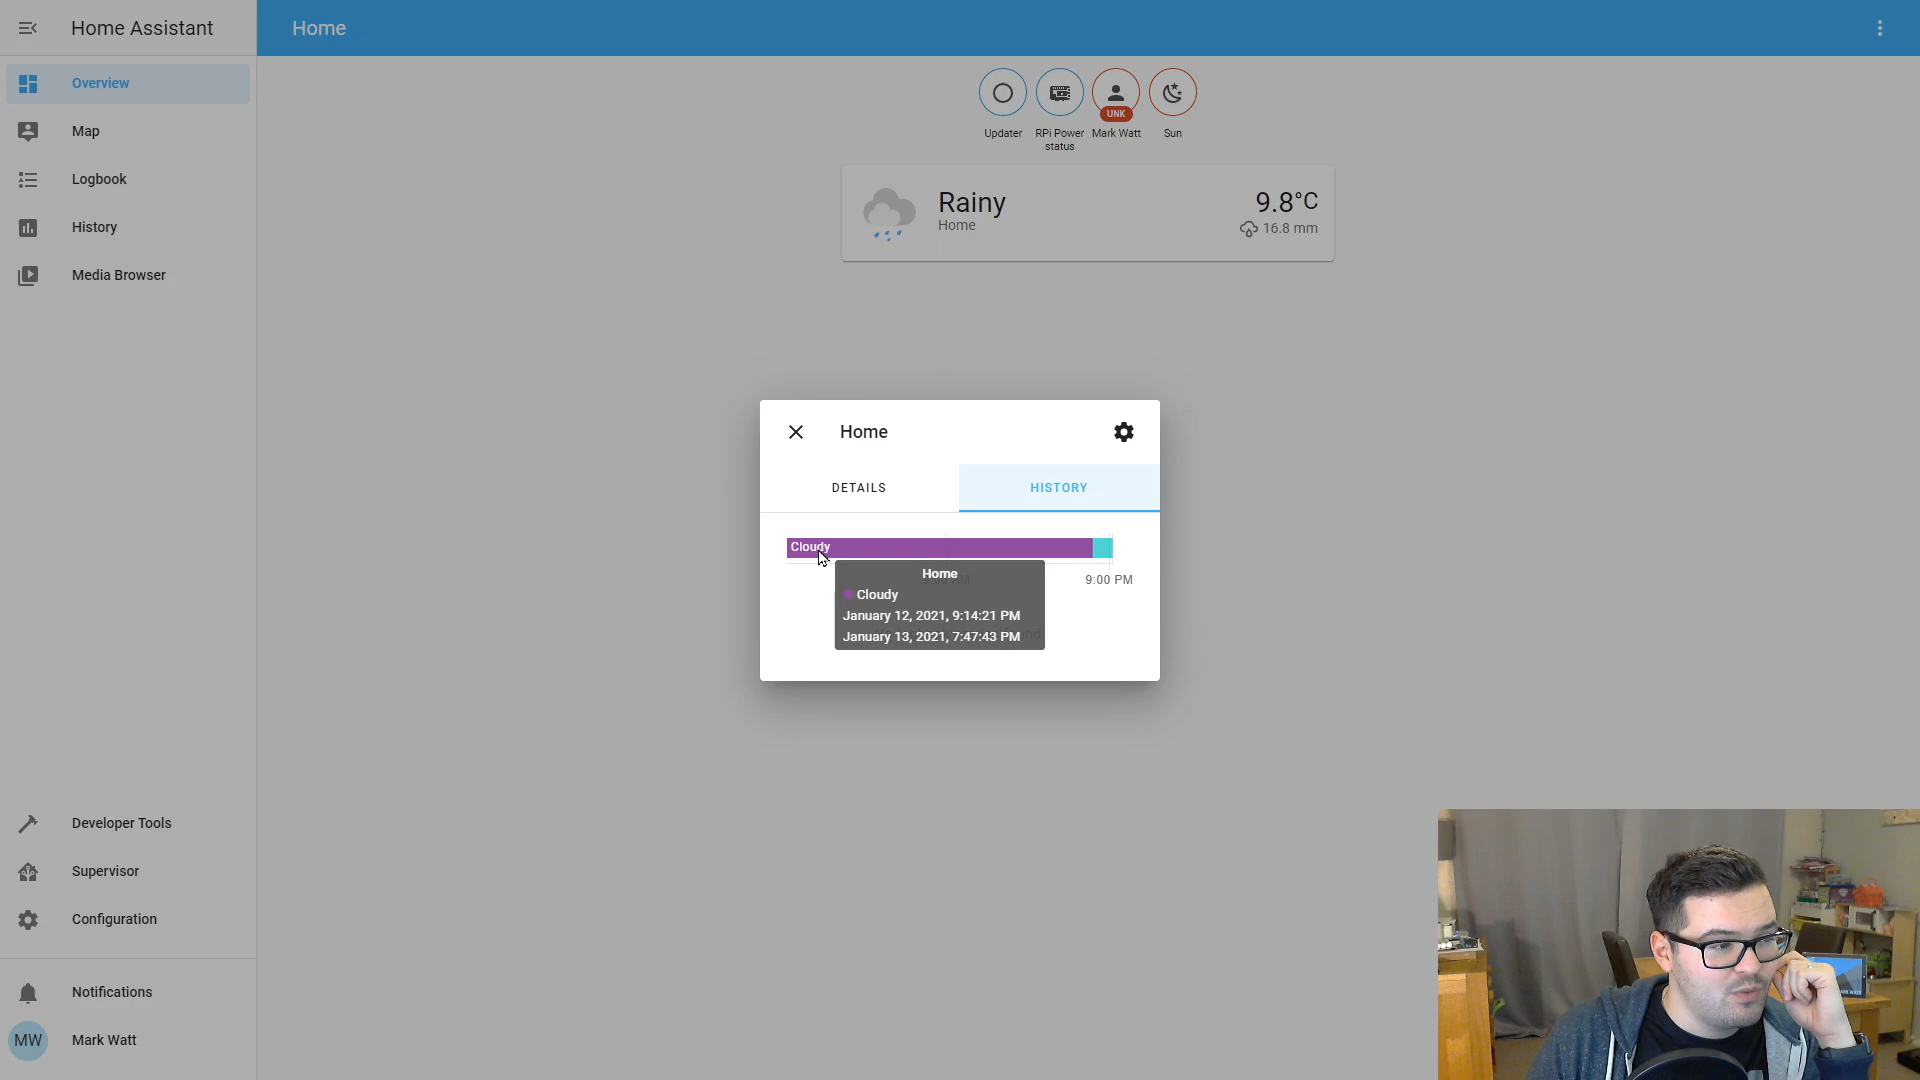 Home Assistant
Home
Overview
Map
Logbook
History
Media Browser
Developer Tools
Supervisor
Configuration
Notifications
MW
Mark Watt
UNK
Updater
RPi Power
status
Mark Watt
Sun
Rainy
Home
9.8°C
16.8 mm
Home
DETAILS
HISTORY
Cloudy
9:00 PM
Home
Cloudy
January 12, 2021, 9:14:21 PM
January 13, 2021, 7:47:43 PM